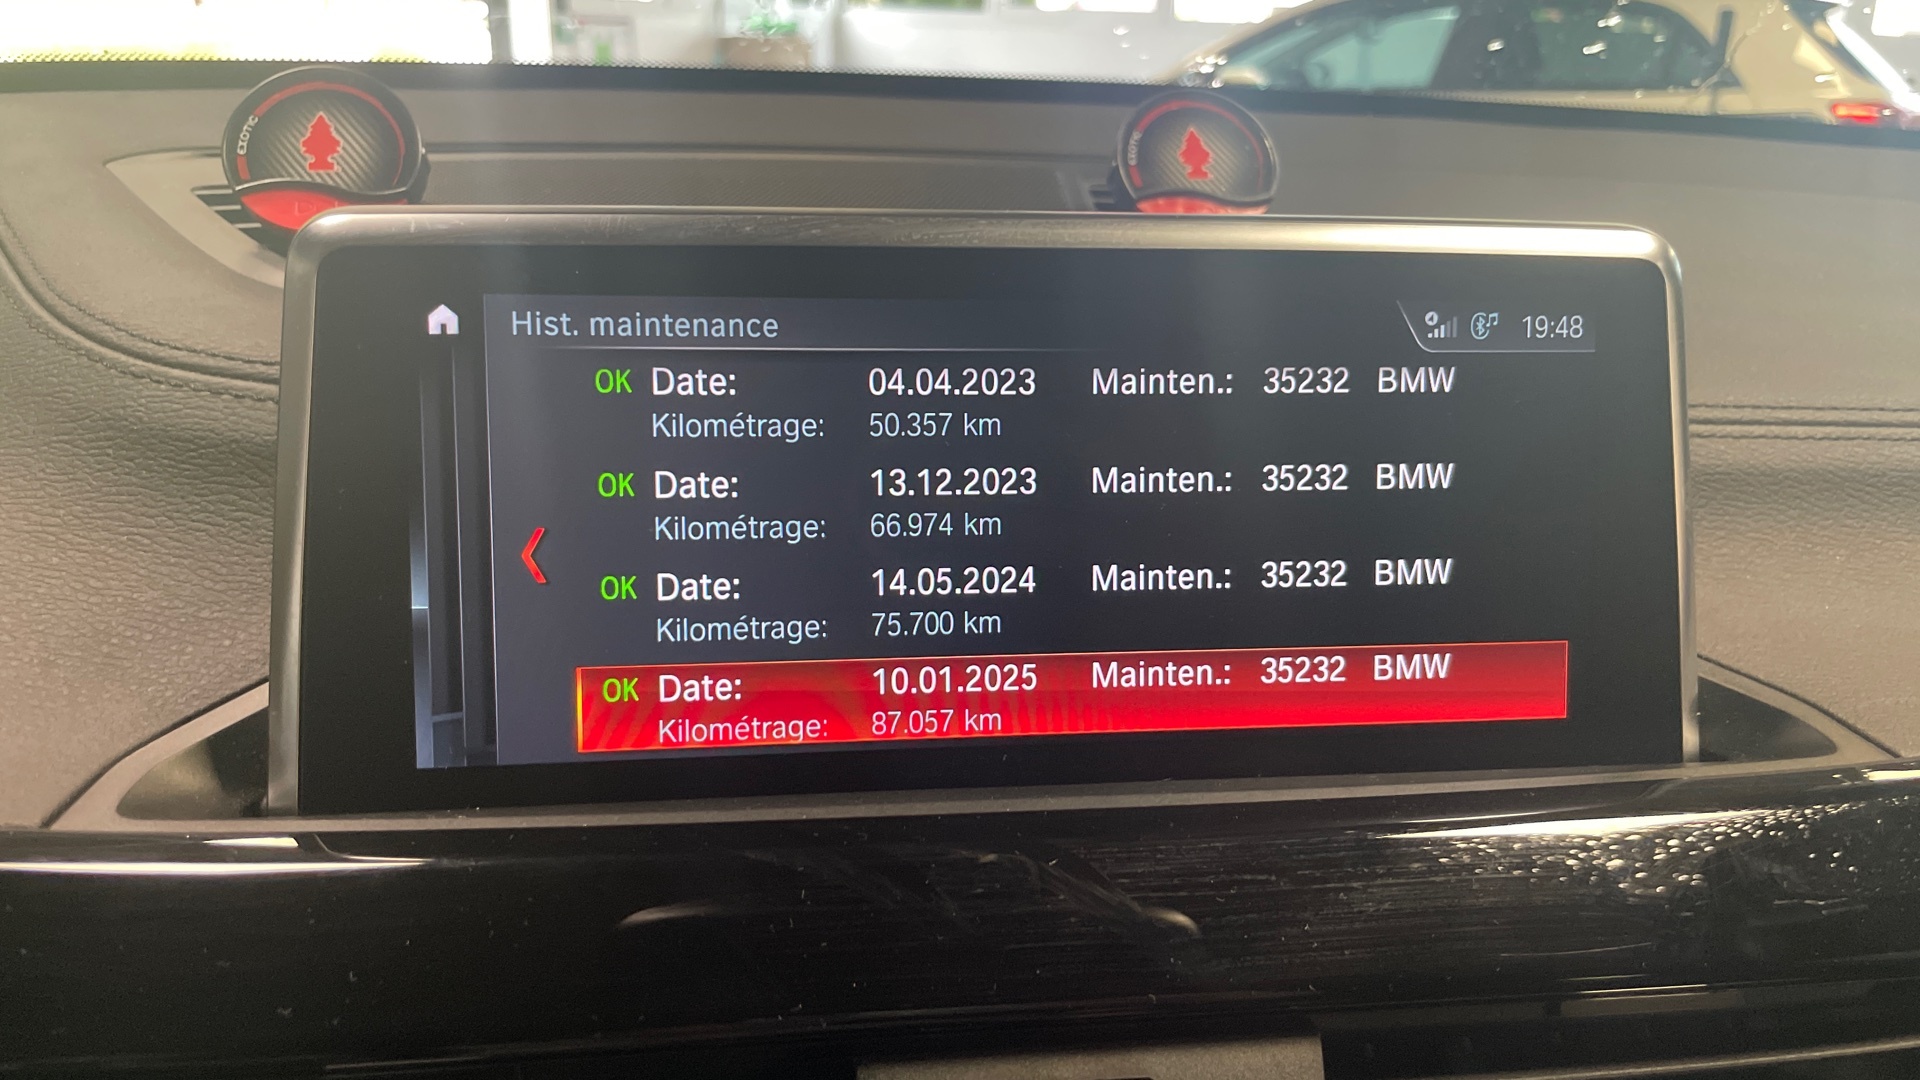 EXOTIC
EXOTIC
Hist. maintenance
19:48
OK Date: 04.04.2023 Mainten.: 35232 BMW
Kilométrage: 50.357 km
OK Date: 13.12.2023 Mainten.: 35232 BMW
Kilométrage: 66.974 km
OK Date: 14.05.2024 Mainten.: 35232 BMW
Kilométrage: 75.700 km
OK Date: 10.01.2025 Mainten.: 35232 BMW
Kilométrage: 87.057 km